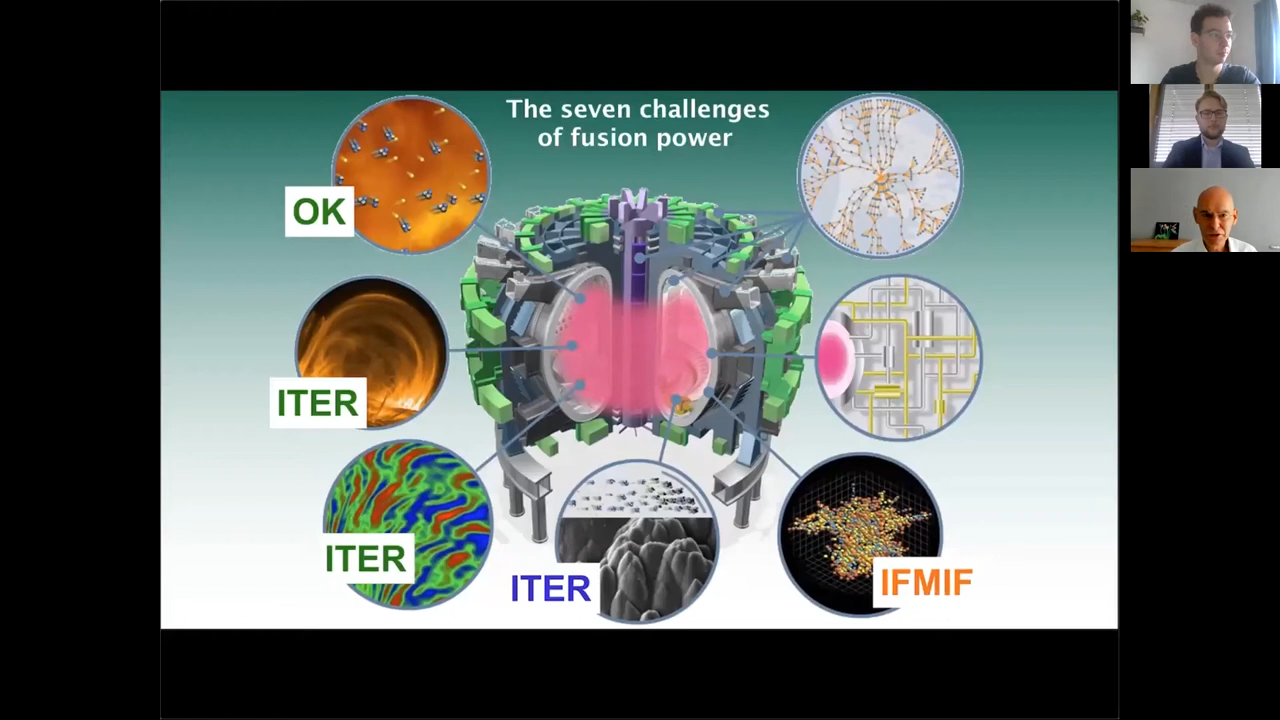 The seven challenges
of fusion power
OK
ITER
ITER
ITER
IFMIF